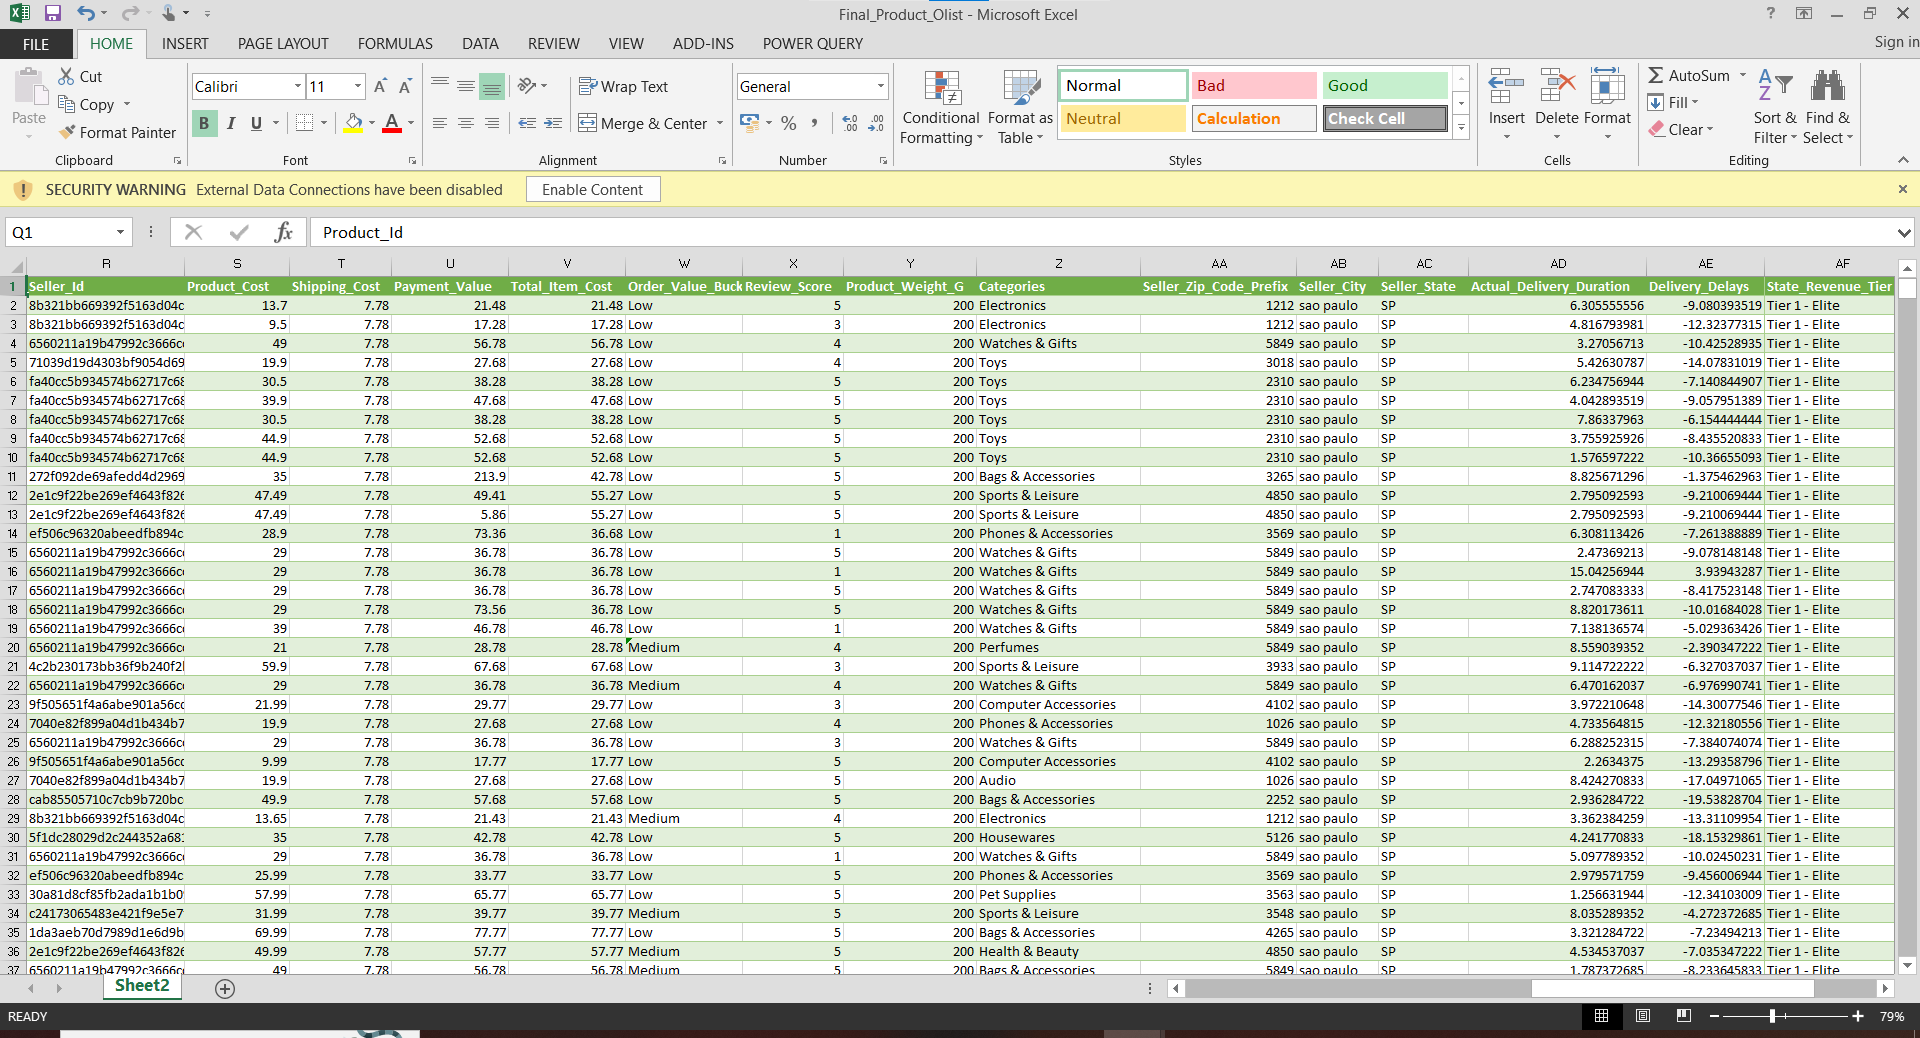 Final_Product_Olist - Microsoft Excel
FILE HOME INSERT PAGE LAYOUT FORMULAS DATA REVIEW VIEW ADD-INS POWER QUERY Sign in
Paste Cut Copy Format Painter Clipboard
Calibri 11 B I U A A A Font
Wrap Text Merge & Center Alignment
General % , Number
Conditional Formatting Format as Table Normal Bad Good Neutral Calculation Check Cell Styles
Insert Delete Format Cells
AutoSum Fill Clear Sort & Filter Find & Select Editing
SECURITY WARNING External Data Connections have been disabled Enable Content
Q1 fx Product_Id
R S T U V W X Y Z AA AB AC AD AE AF
1 Seller_Id Product_Cost Shipping_Cost Payment_Value Total_Item_Cost Order_Value_Buck Review_Score Product_Weight_G Categories Seller_Zip_Code_Prefix Seller_City Seller_State Actual_Delivery_Duration Delivery_Delays State_Revenue_Tier
2 8b321bb669392f5163d04c 13.7 7.78 21.48 21.48 Low 5 200 Electronics 1212 sao paulo SP 6.305555556 -9.080393519 Tier 1 - Elite
3 8b321bb669392f5163d04c 9.5 7.78 17.28 17.28 Low 3 200 Electronics 1212 sao paulo SP 4.816793981 -12.32377315 Tier 1 - Elite
4 6560211a19b47992c3666c 49 7.78 56.78 56.78 Low 4 200 Watches & Gifts 5849 sao paulo SP 3.27056713 -10.42528935 Tier 1 - Elite
5 71039d19d4303bf9054d69 19.9 7.78 27.68 27.68 Low 4 200 Toys 3018 sao paulo SP 5.42630787 -14.07831019 Tier 1 - Elite
6 fa40cc5b934574b62717c68 30.5 7.78 38.28 38.28 Low 5 200 Toys 2310 sao paulo SP 6.234756944 -7.140844907 Tier 1 - Elite
7 fa40cc5b934574b62717c68 39.9 7.78 47.68 47.68 Low 5 200 Toys 2310 sao paulo SP 4.042893519 -9.057951389 Tier 1 - Elite
8 fa40cc5b934574b62717c68 30.5 7.78 38.28 38.28 Low 5 200 Toys 2310 sao paulo SP 7.86337963 -6.154444444 Tier 1 - Elite
9 fa40cc5b934574b62717c68 44.9 7.78 52.68 52.68 Low 5 200 Toys 2310 sao paulo SP 3.755925926 -8.435520833 Tier 1 - Elite
10 fa40cc5b934574b62717c68 44.9 7.78 52.68 52.68 Low 5 200 Toys 2310 sao paulo SP 1.576597222 -10.36655093 Tier 1 - Elite
11 272f092de69afedd4d2969 35 7.78 213.9 42.78 Low 5 200 Bags & Accessories 3265 sao paulo SP 8.825671296 -1.375462963 Tier 1 - Elite
12 2e1c9f22be269ef4643f826 47.49 7.78 49.41 55.27 Low 5 200 Sports & Leisure 4850 sao paulo SP 2.795092593 -9.210069444 Tier 1 - Elite
13 2e1c9f22be269ef4643f826 47.49 7.78 5.86 55.27 Low 5 200 Sports & Leisure 4850 sao paulo SP 2.795092593 -9.210069444 Tier 1 - Elite
14 ef506c96320abeedfb894c 28.9 7.78 73.36 36.68 Low 1 200 Phones & Accessories 3569 sao paulo SP 6.308113426 -7.261388889 Tier 1 - Elite
15 6560211a19b47992c3666c 29 7.78 36.78 36.78 Low 5 200 Watches & Gifts 5849 sao paulo SP 2.47369213 -9.078148148 Tier 1 - Elite
16 6560211a19b47992c3666c 29 7.78 36.78 36.78 Low 1 200 Watches & Gifts 5849 sao paulo SP 15.04256944 3.93943287 Tier 1 - Elite
17 6560211a19b47992c3666c 29 7.78 36.78 36.78 Low 5 200 Watches & Gifts 5849 sao paulo SP 2.747083333 -8.417523148 Tier 1 - Elite
18 6560211a19b47992c3666c 29 7.78 73.56 36.78 Low 5 200 Watches & Gifts 5849 sao paulo SP 8.820173611 -10.01684028 Tier 1 - Elite
19 6560211a19b47992c3666c 39 7.78 46.78 46.78 Low 1 200 Watches & Gifts 5849 sao paulo SP 7.138136574 -5.029363426 Tier 1 - Elite
20 6560211a19b47992c3666c 21 7.78 28.78 28.78 Medium 4 200 Perfumes 5849 sao paulo SP 8.559039352 -2.390347222 Tier 1 - Elite
21 4c2b230173bb36f9b240f2 59.9 7.78 67.68 67.68 Low 3 200 Sports & Leisure 3933 sao paulo SP 9.114722222 -6.327037037 Tier 1 - Elite
22 6560211a19b47992c3666c 29 7.78 36.78 36.78 Medium 4 200 Watches & Gifts 5849 sao paulo SP 6.470162037 -6.976990741 Tier 1 - Elite
23 9f505651f4a6abe901a56c 21.99 7.78 29.77 29.77 Low 3 200 Computer Accessories 4102 sao paulo SP 3.972210648 -14.30077546 Tier 1 - Elite
24 7040e82f899a04d1b434b7 19.9 7.78 27.68 27.68 Low 4 200 Phones & Accessories 1026 sao paulo SP 4.733564815 -12.32180556 Tier 1 - Elite
25 6560211a19b47992c3666c 29 7.78 36.78 36.78 Low 3 200 Watches & Gifts 5849 sao paulo SP 6.288252315 -7.384074074 Tier 1 - Elite
26 9f505651f4a6abe901a56c 9.99 7.78 17.77 17.77 Low 5 200 Computer Accessories 4102 sao paulo SP 2.2634375 -13.29358796 Tier 1 - Elite
27 7040e82f899a04d1b434b7 19.9 7.78 27.68 27.68 Low 5 200 Audio 1026 sao paulo SP 8.424270833 -17.04971065 Tier 1 - Elite
28 cab85505710c7cb9b720bc 49.9 7.78 57.68 57.68 Low 5 200 Bags & Accessories 2252 sao paulo SP 2.936284722 -19.53828704 Tier 1 - Elite
29 8b321bb669392f5163d04c 13.65 7.78 21.43 21.43 Medium 4 200 Electronics 1212 sao paulo SP 3.362384259 -13.31109954 Tier 1 - Elite
30 5f1dc28029d2c244352a68 35 7.78 42.78 42.78 Low 5 200 Housewares 5126 sao paulo SP 4.241770833 -18.15329861 Tier 1 - Elite
31 6560211a19b47992c3666c 29 7.78 36.78 36.78 Low 1 200 Watches & Gifts 5849 sao paulo SP 5.097789352 -10.02450231 Tier 1 - Elite
32 ef506c96320abeedfb894c 25.99 7.78 33.77 33.77 Low 5 200 Phones & Accessories 3569 sao paulo SP 2.979571759 -9.456006944 Tier 1 - Elite
33 30a81d8cf85fb2ada1b1b0 57.99 7.78 65.77 65.77 Low 5 200 Pet Supplies 3563 sao paulo SP 1.256631944 -12.34103009 Tier 1 - Elite
34 c24173065483e421f9e5e7 31.99 7.78 39.77 39.77 Medium 5 200 Sports & Leisure 3548 sao paulo SP 8.035289352 -4.272372685 Tier 1 - Elite
35 1da3aeb70d7989d1e6d9b 69.99 7.78 77.77 77.77 Low 5 200 Bags & Accessories 4265 sao paulo SP 3.321284722 -7.23494213 Tier 1 - Elite
36 2e1c9f22be269ef4643f826 49.99 7.78 57.77 57.77 Medium 5 200 Health & Beauty 4850 sao paulo SP 4.534537037 -7.035347222 Tier 1 - Elite
37 6560211a19b47992c3666c 49 7.78 56.78 56.78 Medium 5 200 Bags & Accessories 5849 sao paulo SP 1.787372685 -8.233645833 Tier 1 - Elite
Sheet2
READY 79%